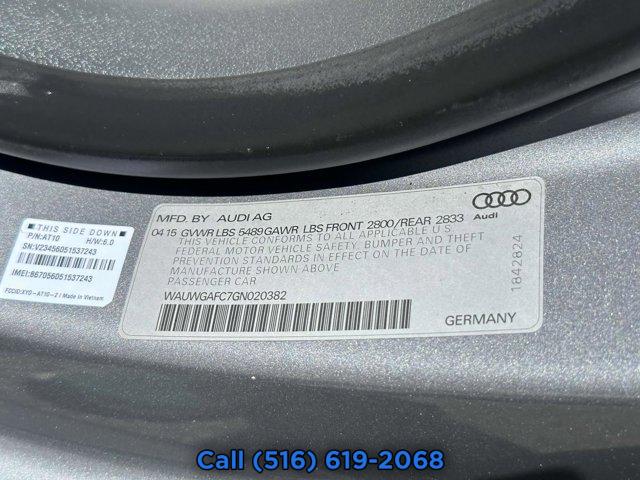 THIS SIDE DOWN
P/N:AT10
H/W:6.0
SN:V23456051537243
IMEI:867056051537243
FCCID:XYO-AT10-2 / Made in Vietnam
MFD. BY AUDI AG
04 15 GVWR LBS 5489 GAWR LBS FRONT 2800/REAR 2833
THIS VEHICLE CONFORMS TO ALL APPLICABLE US
FEDERAL MOTOR VEHICLE SAFETY, BUMPER AND THEFT
PREVENTION STANDARDS IN EFFECT ON THE DATE OF
MANUFACTURE SHOWN ABOVE
PASSENGER CAR
WAUWGAFC7GN020382
GERMANY
Audi
1842824
Call (516) 619-2068